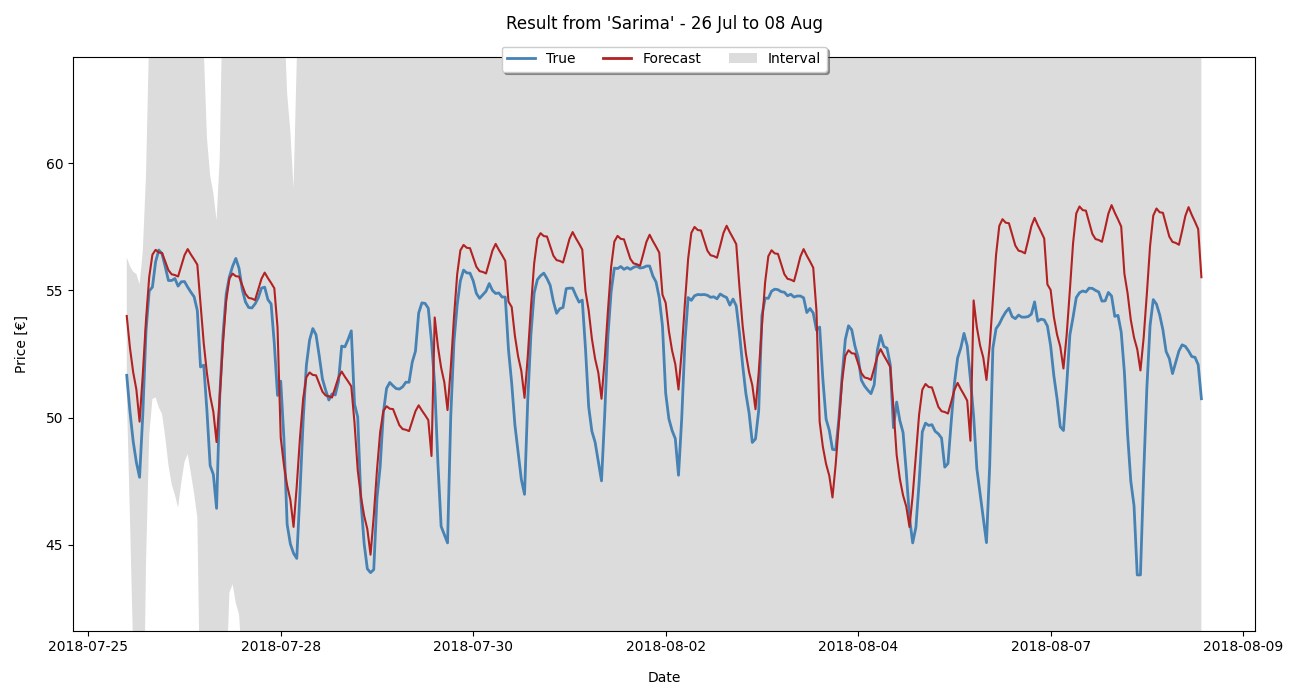 Result from 'Sarima' - 26 Jul to 08 Aug
True Forecast Interval
Price [€]
60
55
50
45
2018-07-25 2018-07-28 2018-07-30 2018-08-02 2018-08-04 2018-08-07 2018-08-09
Date